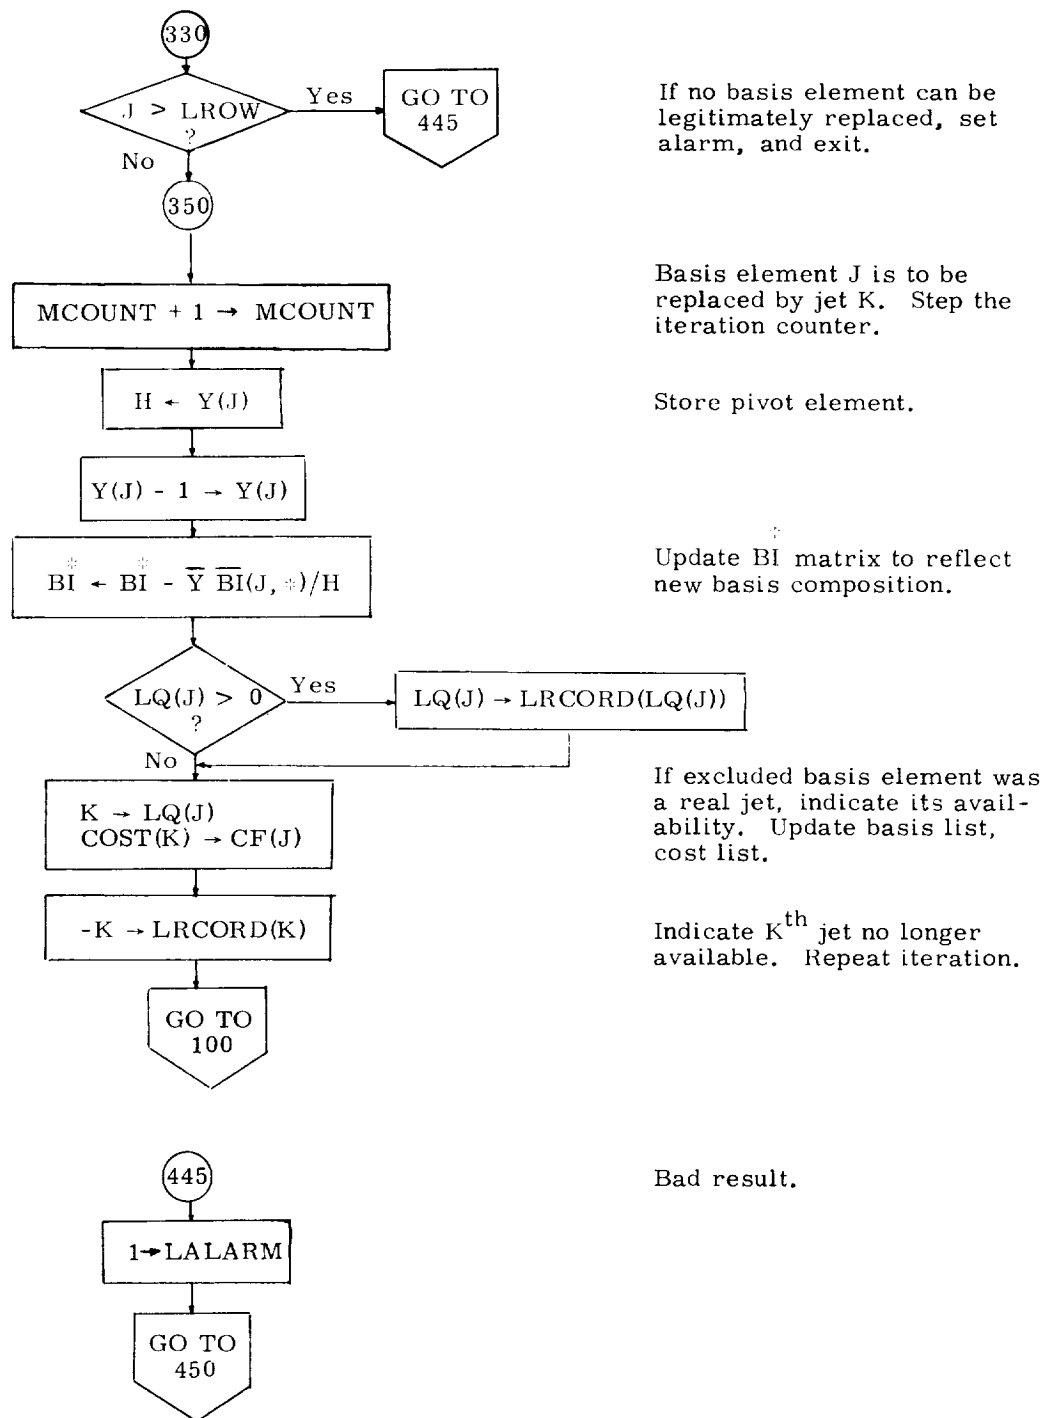 330
J > LROW
?
Yes
GO TO
445
If no basis element can be
legitimately replaced, set
alarm, and exit.
No
350
MCOUNT + 1 → MCOUNT
Basis element J is to be
replaced by jet K. Step the
iteration counter.
H ← Y(J)
Store pivot element.
Y(J) - 1 → Y(J)
*
BI ← BI - Y BI(J, *)/H
Update BI matrix to reflect
new basis composition.
LQ(J) > 0
?
Yes
LQ(J) → LRCORD(LQ(J))
No
K → LQ(J)
COST(K) → CF(J)
If excluded basis element was
a real jet, indicate its avail-
ability. Update basis list,
cost list.
-K → LRCORD(K)
Indicate Kth jet no longer
available. Repeat iteration.
GO TO
100
445
Bad result.
1→LALARM
GO TO
450